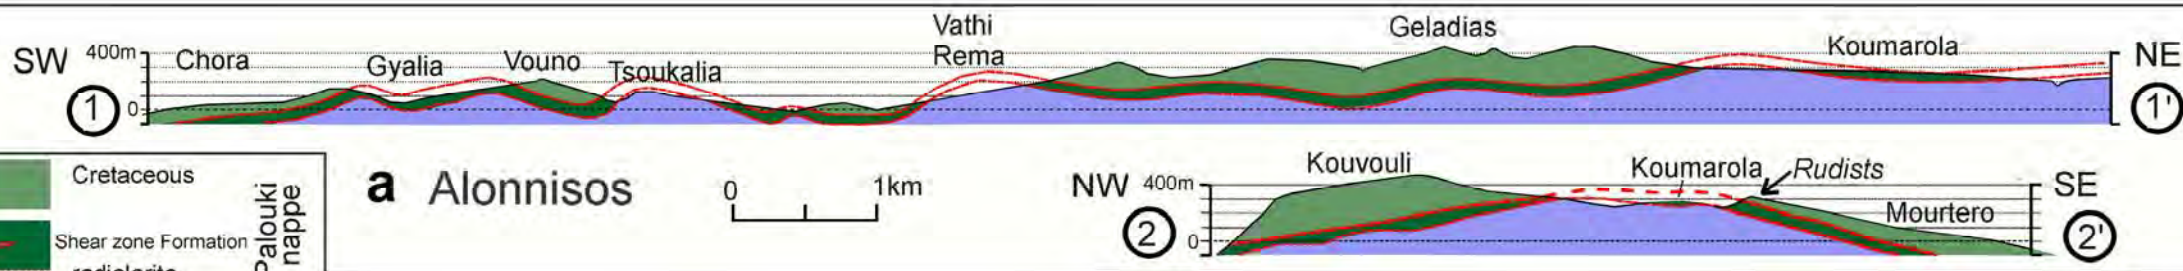 Vathi
Rema
Geladias
SW
400m
Chora
Gyalia
Vouno
Tsoukalia
Koumarola
NE
1
0
1'
Cretaceous
Shear zone Formation
radiolarite
Palouki
nappe
a Alonnisos
0 1km
NW
400m
Kouvouli
Koumarola
Rudists
SE
2
0
Mourtero
2'